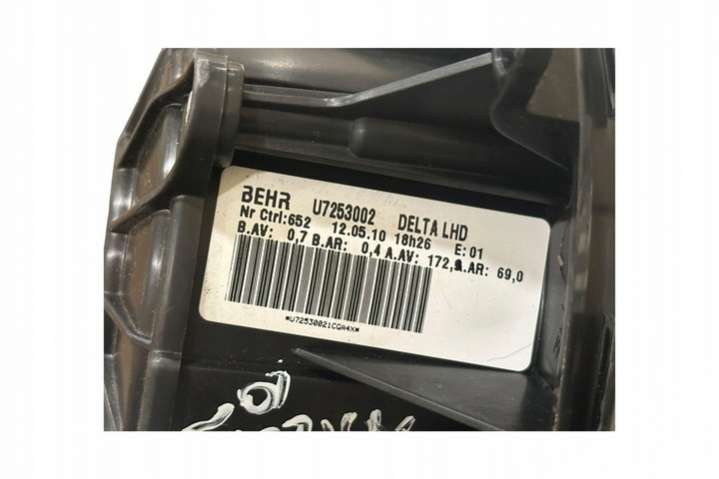 BEHR U7253002 DELTA LHD
Nr Ctrl:652 12.05.10 18h26 E:01
B.AV: 0,7 B.AR: 0,4 A.AV: 172, A.AR: 69,0
*U72530021CQA4X*